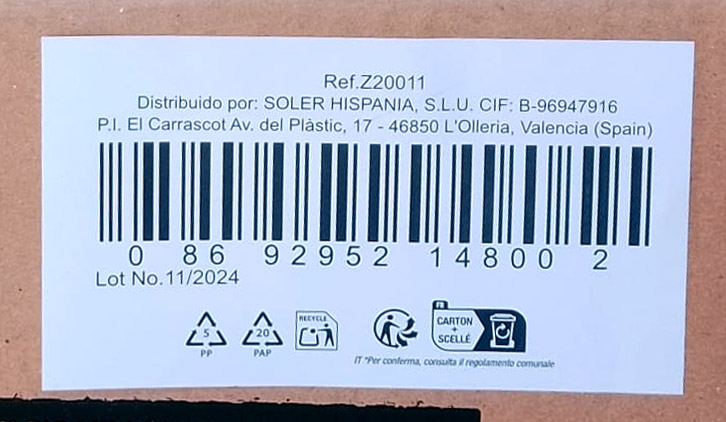 Ref.Z20011
Distribuido por: SOLER HISPANIA, S.L.U. CIF: B-96947916
P.I. El Carrascot Av. del Plàstic, 17 - 46850 L'Olleria, Valencia (Spain)
0 86 92952 14800 2
Lot No.11/2024
5
PP
20
PAP
RECYCLE
FR
CARTON
+
SCELLÉ
IT "Per conferma, consulta il regolamento comunale